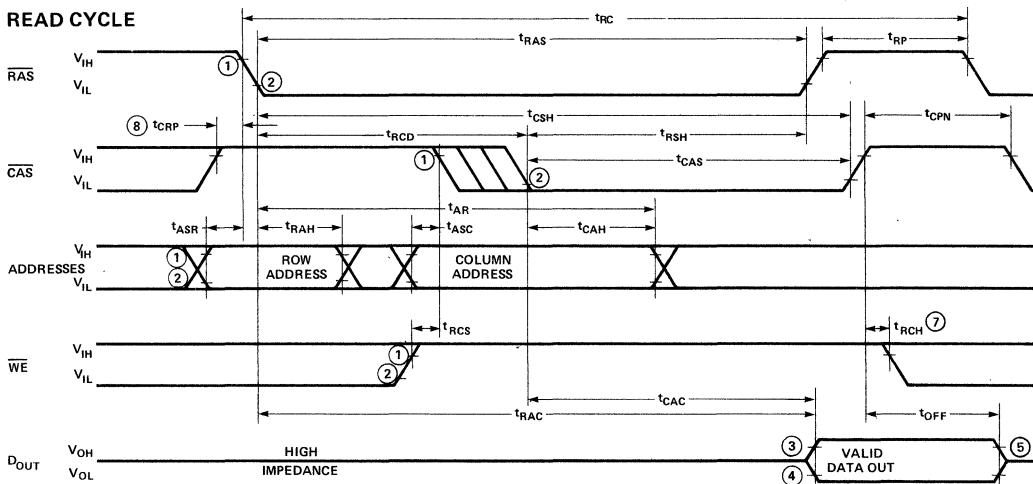 READ CYCLE
tRC
tRAS
tRP
RAS
VIH
VIL
1
2
tCSH
tCPN
8 tCRP
tRCD
tRSH
CAS
VIH
VIL
1
2
tCAS
tAR
tASR
tRAH
tASC
tCAH
ADDRESSES
VIH
VIL
1
2
ROW
ADDRESS
COLUMN
ADDRESS
tRCS
tRCH 7
WE
VIH
VIL
1
2
tCAC
tRAC
tOFF
DOUT
VOH
VOL
HIGH
IMPEDANCE
3
4
VALID
DATA OUT
5